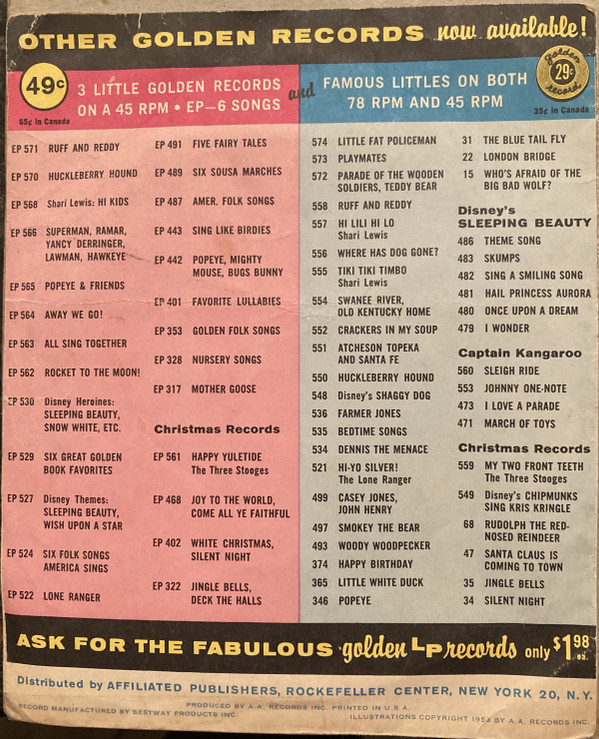 OTHER GOLDEN RECORDS now available!
49¢
65¢ in Canada
3 LITTLE GOLDEN RECORDS
ON A 45 RPM • EP—6 SONGS
and
FAMOUS LITTLES ON BOTH
78 RPM AND 45 RPM
golden
29¢
record
35¢ in Canada
EP 571 RUFF AND REDDY
EP 570 HUCKLEBERRY HOUND
EP 568 Shari Lewis: HI KIDS
EP 566 SUPERMAN, RAMAR,
YANCY DERRINGER,
LAWMAN, HAWKEYE
EP 565 POPEYE & FRIENDS
EP 564 AWAY WE GO!
EP 563 ALL SING TOGETHER
EP 562 ROCKET TO THE MOON!
EP 530 Disney Heroines:
SLEEPING BEAUTY,
SNOW WHITE, ETC.
EP 529 SIX GREAT GOLDEN
BOOK FAVORITES
EP 527 Disney Themes:
SLEEPING BEAUTY,
WISH UPON A STAR
EP 524 SIX FOLK SONGS
AMERICA SINGS
EP 522 LONE RANGER
EP 491 FIVE FAIRY TALES
EP 489 SIX SOUSA MARCHES
EP 487 AMER. FOLK SONGS
EP 443 SING LIKE BIRDIES
EP 442 POPEYE, MIGHTY
MOUSE, BUGS BUNNY
EP 401 FAVORITE LULLABIES
EP 353 GOLDEN FOLK SONGS
EP 328 NURSERY SONGS
EP 317 MOTHER GOOSE
Christmas Records
EP 561 HAPPY YULETIDE
The Three Stooges
EP 468 JOY TO THE WORLD,
COME ALL YE FAITHFUL
EP 402 WHITE CHRISTMAS,
SILENT NIGHT
EP 322 JINGLE BELLS,
DECK THE HALLS
574 LITTLE FAT POLICEMAN
573 PLAYMATES
572 PARADE OF THE WOODEN
SOLDIERS, TEDDY BEAR
558 RUFF AND REDDY
557 HI LILI HI LO
Shari Lewis
556 WHERE HAS DOG GONE?
555 TIKI TIKI TIMBO
Shari Lewis
554 SWANEE RIVER,
OLD KENTUCKY HOME
552 CRACKERS IN MY SOUP
551 ATCHESON TOPEKA
AND SANTA FE
550 HUCKLEBERRY HOUND
548 Disney's SHAGGY DOG
536 FARMER JONES
535 BEDTIME SONGS
534 DENNIS THE MENACE
521 HI-YO SILVER!
The Lone Ranger
499 CASEY JONES,
JOHN HENRY
497 SMOKEY THE BEAR
493 WOODY WOODPECKER
374 HAPPY BIRTHDAY
365 LITTLE WHITE DUCK
346 POPEYE
31 THE BLUE TAIL FLY
22 LONDON BRIDGE
15 WHO'S AFRAID OF THE
BIG BAD WOLF?
Disney's
SLEEPING BEAUTY
486 THEME SONG
483 SKUMPS
482 SING A SMILING SONG
481 HAIL PRINCESS AURORA
480 ONCE UPON A DREAM
479 I WONDER
Captain Kangaroo
560 SLEIGH RIDE
553 JOHNNY ONE-NOTE
473 I LOVE A PARADE
471 MARCH OF TOYS
Christmas Records
559 MY TWO FRONT TEETH
The Three Stooges
549 Disney's CHIPMUNKS
SING KRIS KRINGLE
68 RUDOLPH THE RED-
NOSED REINDEER
47 SANTA CLAUS IS
COMING TO TOWN
35 JINGLE BELLS
34 SILENT NIGHT
ASK FOR THE FABULOUS golden LP records only $1.98 ea.
Distributed by AFFILIATED PUBLISHERS, ROCKEFELLER CENTER, NEW YORK 20, N.Y.
PRODUCED BY A.A. RECORDS INC. PRINTED IN U.S.A.
RECORD MANUFACTURED BY BESTWAY PRODUCTS INC.
ILLUSTRATIONS COPYRIGHT 1952 BY A.A. RECORDS INC.